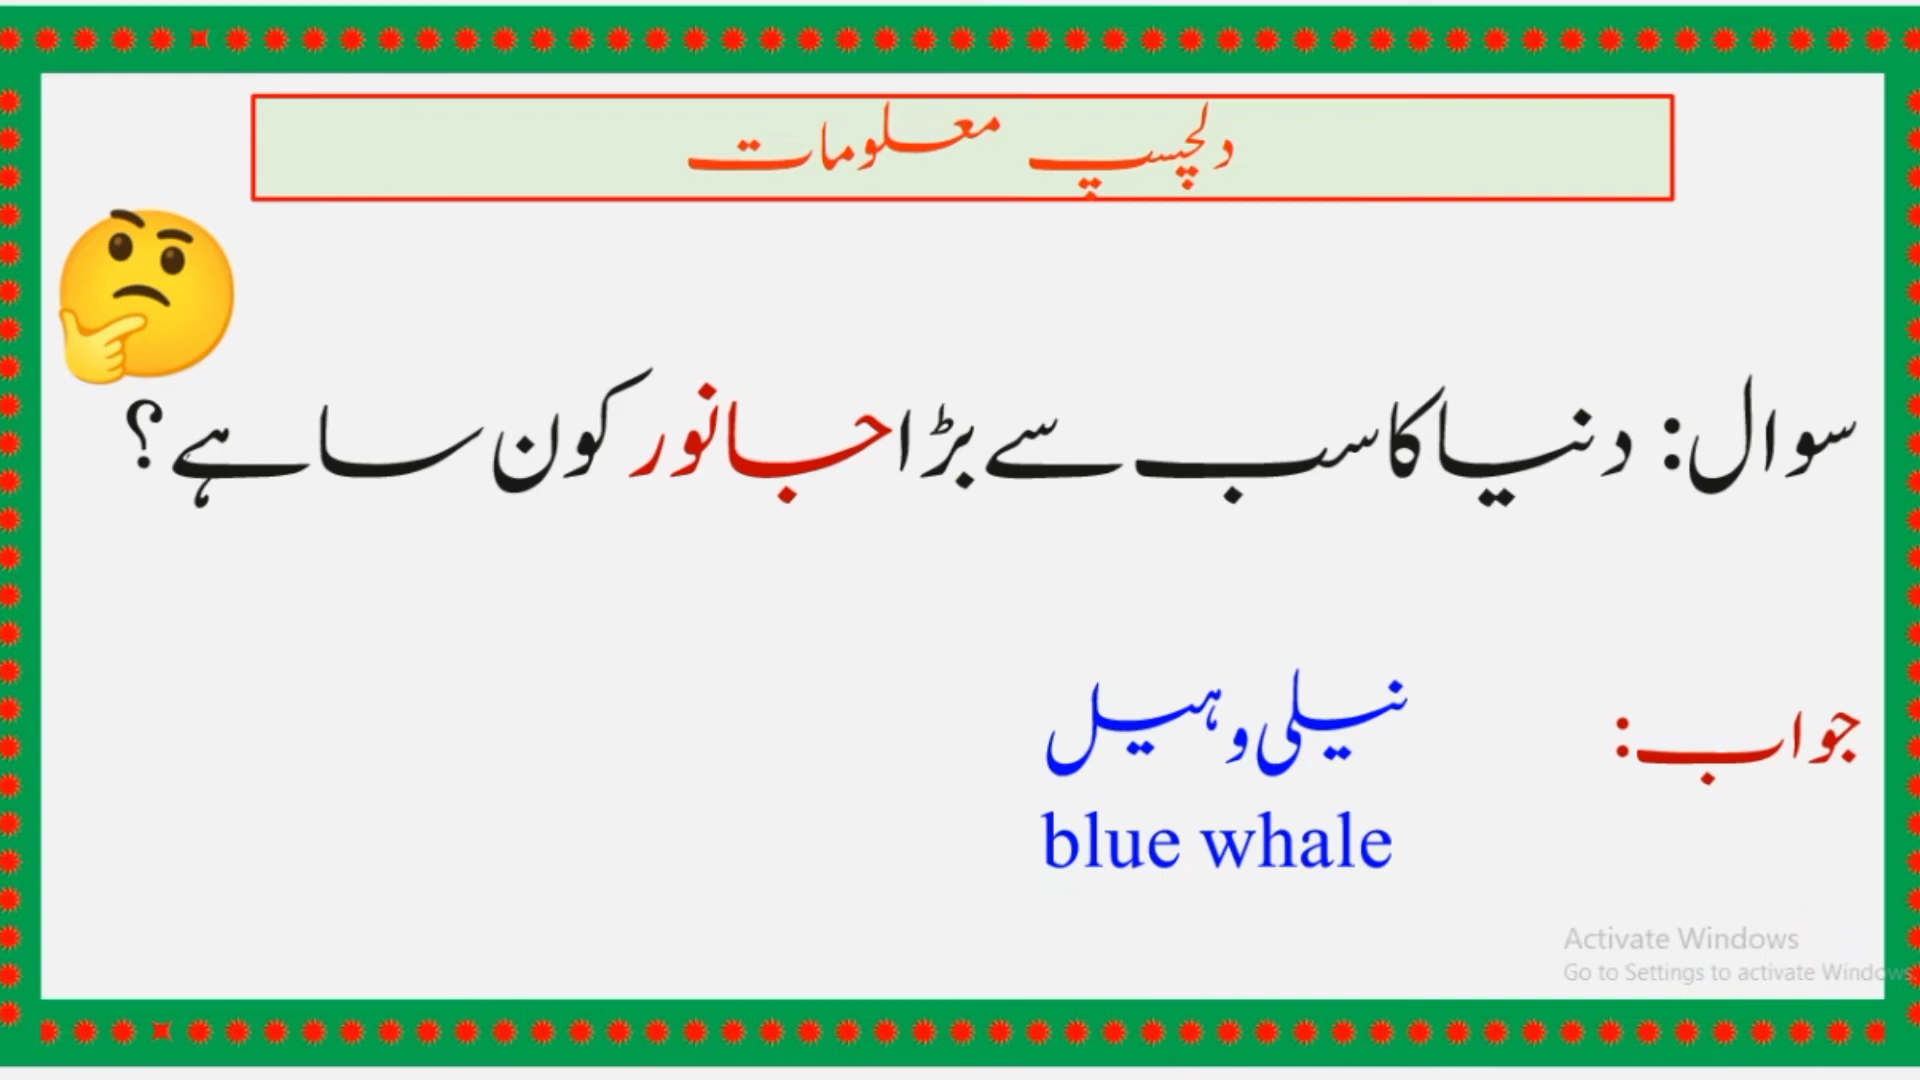 دلچسپ معلومات
سوال: دنیا کا سب سے بڑا جانور کون سا ہے؟
جواب: نیلی وہیل
blue whale
Activate Windows
Go to Settings to activate Windows